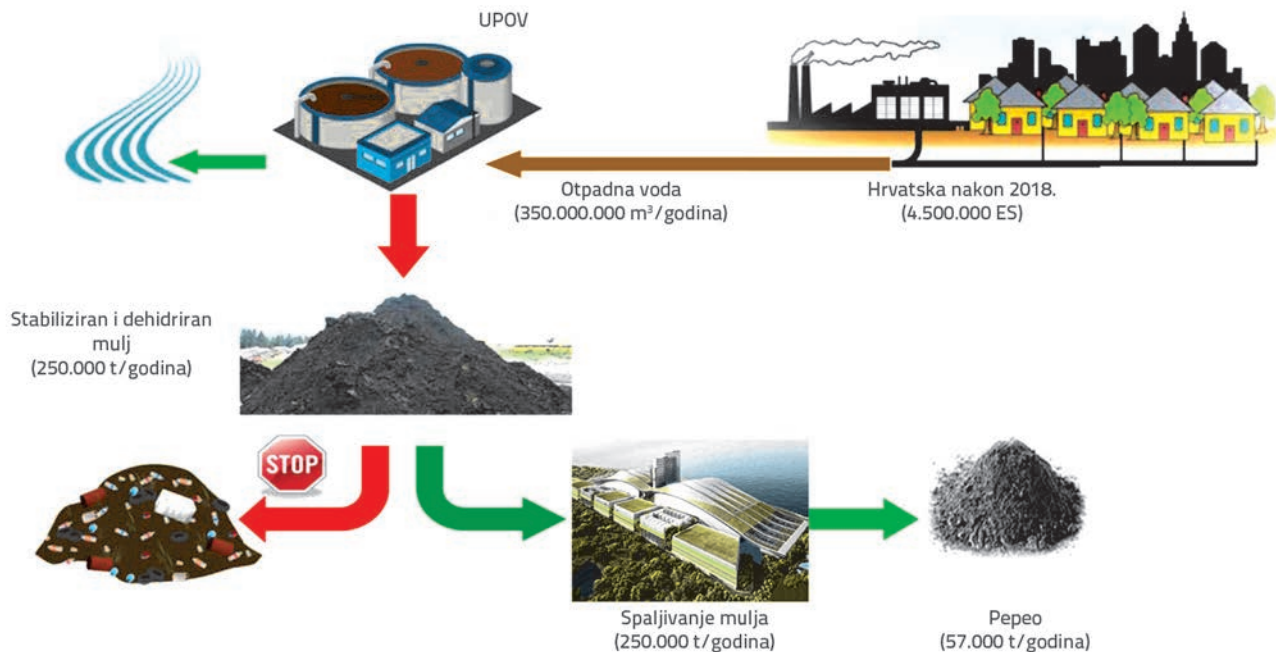 UPOV
Otpadna voda
(350.000.000 m³/godina)
Hrvatska nakon 2018.
(4.500.000 ES)
Stabiliziran i dehidriran
mulj
(250.000 t/godina)
STOP
Spaljivanje mulja
(250.000 t/godina)
Pepeo
(57.000 t/godina)